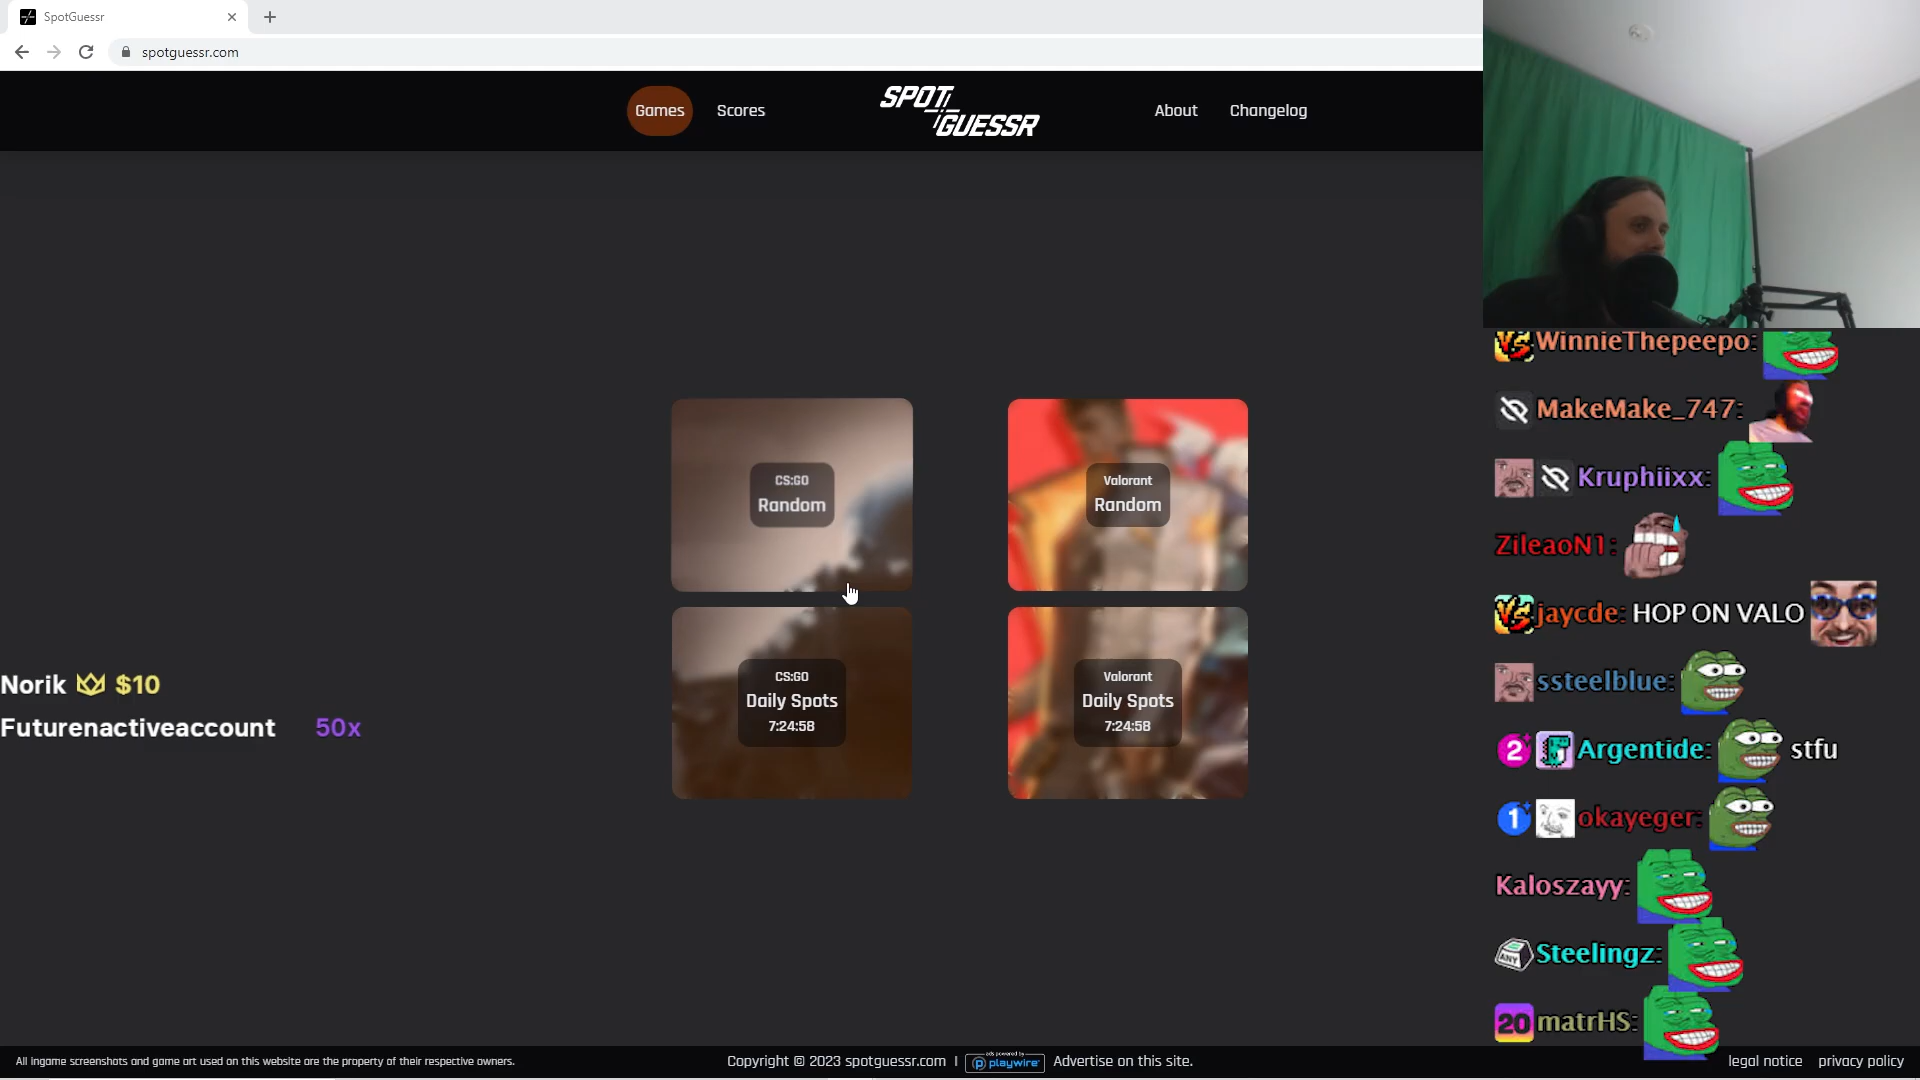 SpotGuessr
spotguessr.com
Games
Scores
SPOT
GUESSR
About
Changelog
CS:GO
Random
Valorant
Random
CS:GO
Daily Spots
7:24:58
Valorant
Daily Spots
7:24:58
Norik $10
Futurenactiveaccount 50x
WinnieThepeepo:
MakeMake_747:
Kruphiixx:
ZileaoN1:
jaycde: HOP ON VALO
ssteelblue:
2 Argentide: stfu
1 okayeger:
Kaloszayy:
ANY Steelingz:
20 matrHS:
All ingame screenshots and game art used on this website are the property of their respective owners.
Copyright © 2023 spotguessr.com | ads powered by playwire Advertise on this site.
legal notice privacy policy